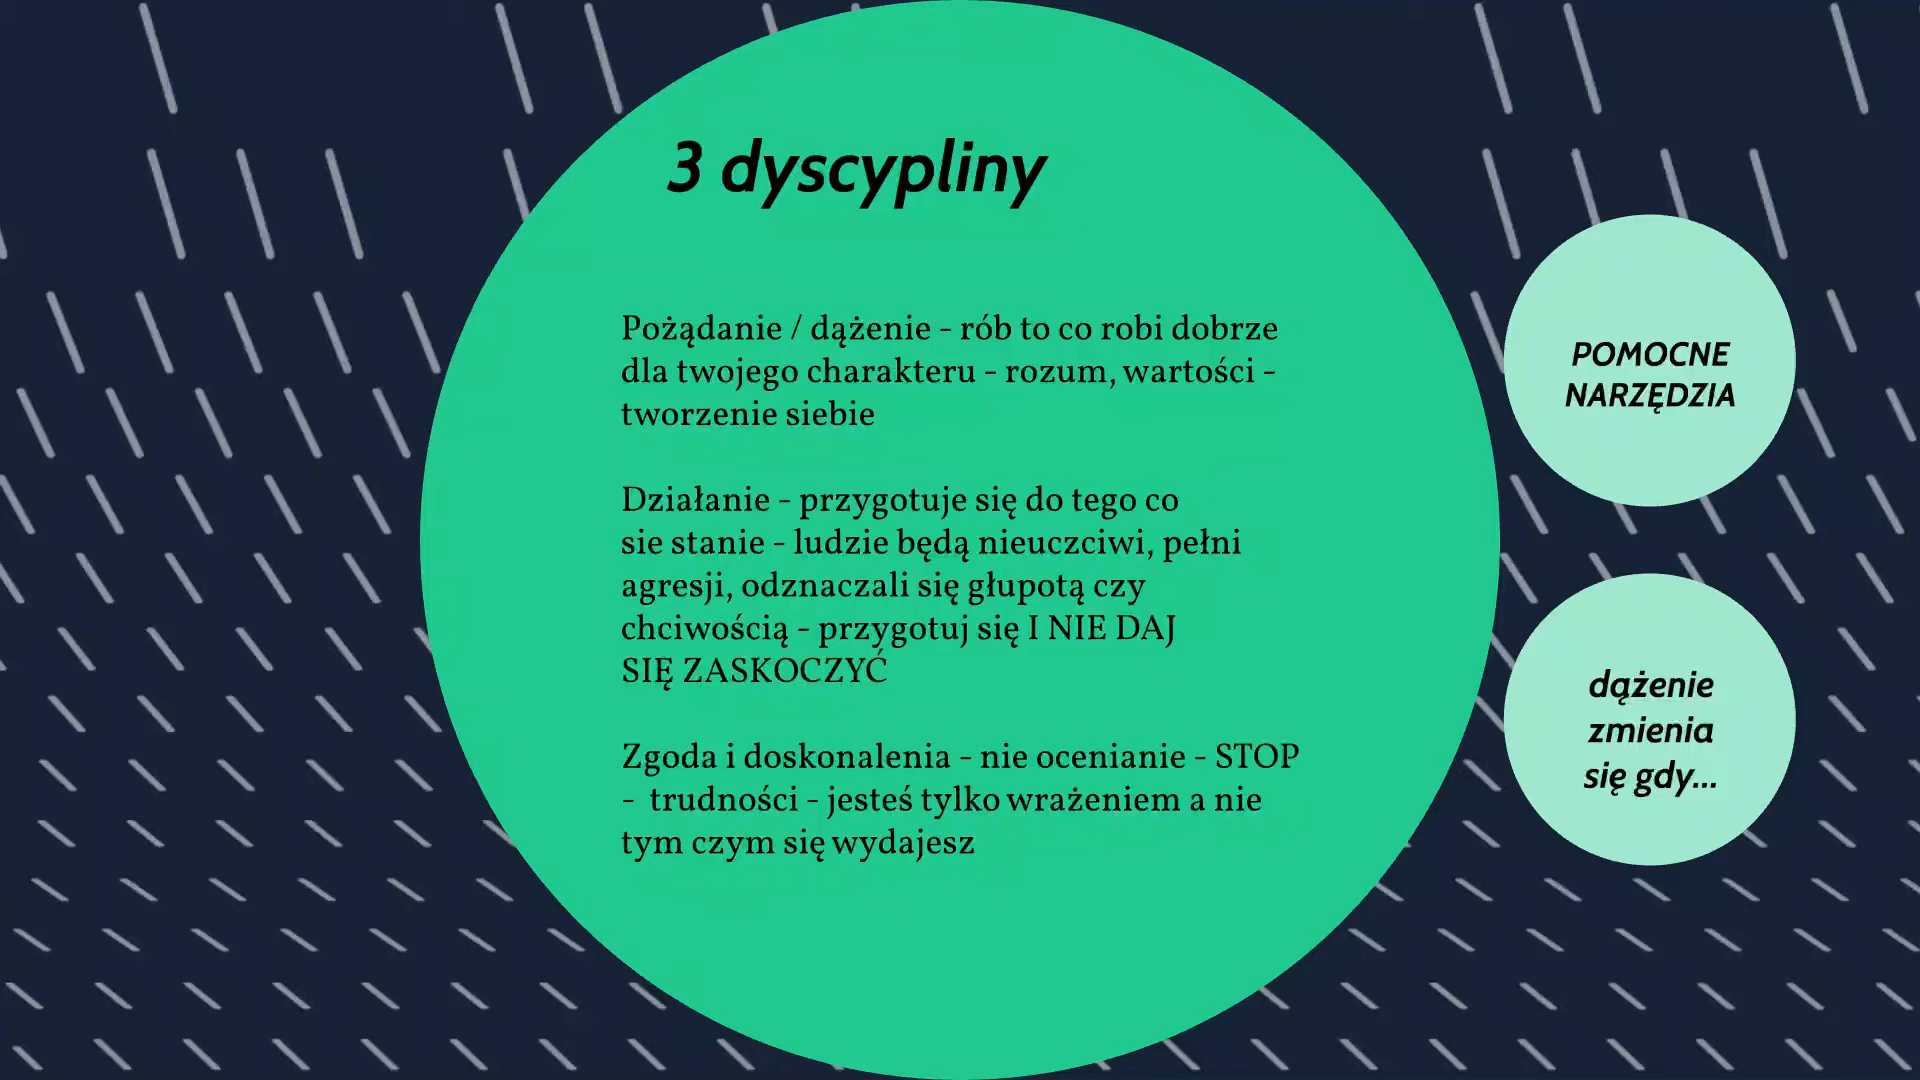 3 dyscypliny
Pożądanie / dążenie - rób to co robi dobrze
dla twojego charakteru - rozum, wartości -
tworzenie siebie
Działanie - przygotuje się do tego co
sie stanie - ludzie będą nieuczciwi, pełni
agresji, odznaczali się głupotą czy
chciwością - przygotuj się I NIE DAJ
SIĘ ZASKOCZYĆ
Zgoda i doskonalenia - nie ocenianie - STOP
- trudności - jesteś tylko wrażeniem a nie
tym czym się wydajesz
POMOCNE
NARZĘDZIA
dążenie
zmienia
się gdy...